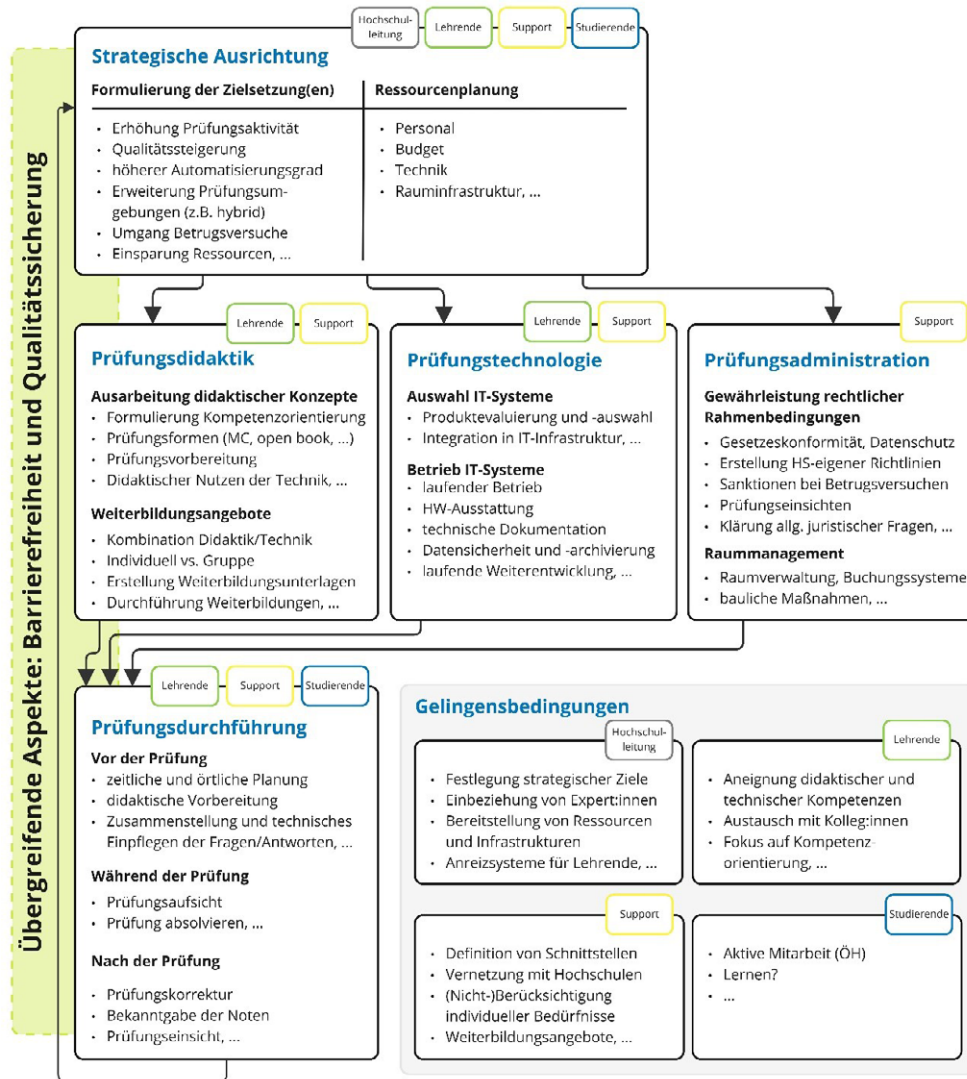 Übergreifende Aspekte: Barrierefreiheit und Qualitätssicherung
Hochschul-
leitung
Lehrende
Support
Studierende
Strategische Ausrichtung
Formulierung der Zielsetzung(en)
• Erhöhung Prüfungsaktivität
• Qualitätssteigerung
• höherer Automatisierungsgrad
• Erweiterung Prüfungsum-
gebungen (z.B. hybrid)
• Umgang Betrugsversuche
• Einsparung Ressourcen, ...
Ressourcenplanung
• Personal
• Budget
• Technik
• Rauminfrastruktur, ...
Lehrende
Support
Prüfungsdidaktik
Ausarbeitung didaktischer Konzepte
• Formulierung Kompetenzorientierung
• Prüfungsformen (MC, open book, ...)
• Prüfungsvorbereitung
• Didaktischer Nutzen der Technik, ...
Weiterbildungsangebote
• Kombination Didaktik/Technik
• Individuell vs. Gruppe
• Erstellung Weiterbildungsunterlagen
• Durchführung Weiterbildungen, ...
Lehrende
Support
Prüfungstechnologie
Auswahl IT-Systeme
• Produktevaluierung und -auswahl
• Integration in IT-Infrastruktur, ...
Betrieb IT-Systeme
• laufender Betrieb
• HW-Ausstattung
• technische Dokumentation
• Datensicherheit und -archivierung
• laufende Weiterentwicklung, ...
Support
Prüfungsadministration
Gewährleistung rechtlicher
Rahmenbedingungen
• Gesetzeskonformität, Datenschutz
• Erstellung HS-eigener Richtlinien
• Sanktionen bei Betrugsversuchen
• Prüfungseinsichten
• Klärung allg. juristischer Fragen, ...
Raummanagement
• Raumverwaltung, Buchungssysteme
• bauliche Maßnahmen, ...
Lehrende
Support
Studierende
Prüfungsdurchführung
Vor der Prüfung
• zeitliche und örtliche Planung
• didaktische Vorbereitung
• Zusammenstellung und technisches
Einpflegen der Fragen/Antworten, ...
Während der Prüfung
• Prüfungsaufsicht
• Prüfung absolvieren, ...
Nach der Prüfung
• Prüfungskorrektur
• Bekanntgabe der Noten
• Prüfungseinsicht, ...
Gelingensbedingungen
Hochschul-
leitung
• Festlegung strategischer Ziele
• Einbeziehung von Expert:innen
• Bereitstellung von Ressourcen
und Infrastrukturen
• Anreizsysteme für Lehrende, ...
Lehrende
• Aneignung didaktischer und
technischer Kompetenzen
• Austausch mit Kolleg:innen
• Fokus auf Kompetenz-
orientierung, ...
Support
• Definition von Schnittstellen
• Vernetzung mit Hochschulen
• (Nicht-)Berücksichtigung
individueller Bedürfnisse
• Weiterbildungsangebote, ...
Studierende
• Aktive Mitarbeit (ÖH)
• Lernen?
• ...